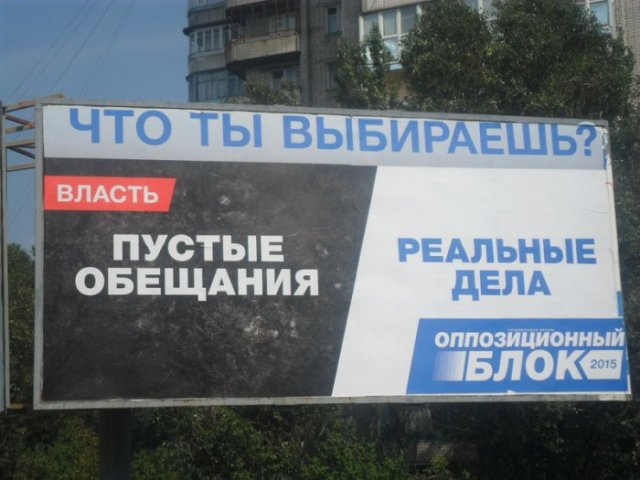 ЧТО ТЫ ВЫБИРАЕШЬ?
ВЛАСТЬ
ПУСТЫЕ
ОБЕЩАНИЯ
РЕАЛЬНЫЕ
ДЕЛА
ОППОЗИЦИОННЫЙ
БЛОК
2015